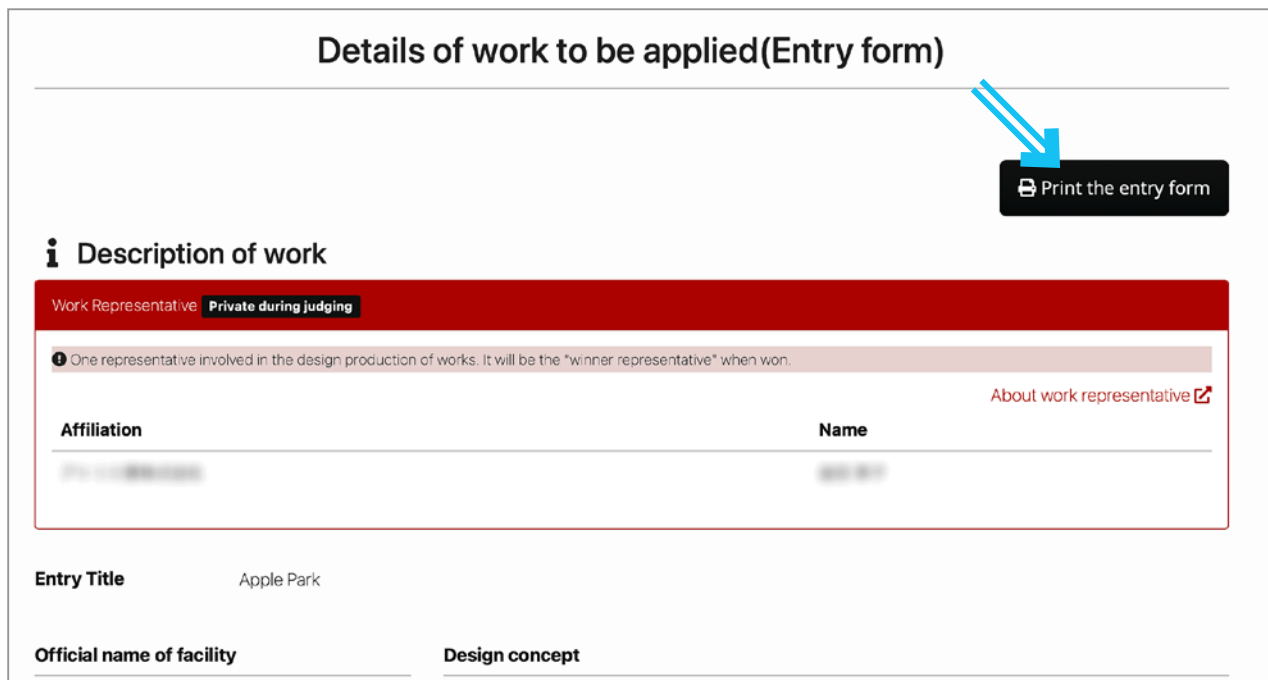 Details of work to be applied(Entry form)
Print the entry form
Description of work
Work Representative Private during judging
One representative involved in the design production of works. It will be the "winner representative" when won.
About work representative
Affiliation Name
Entry Title Apple Park
Official name of facility Design concept